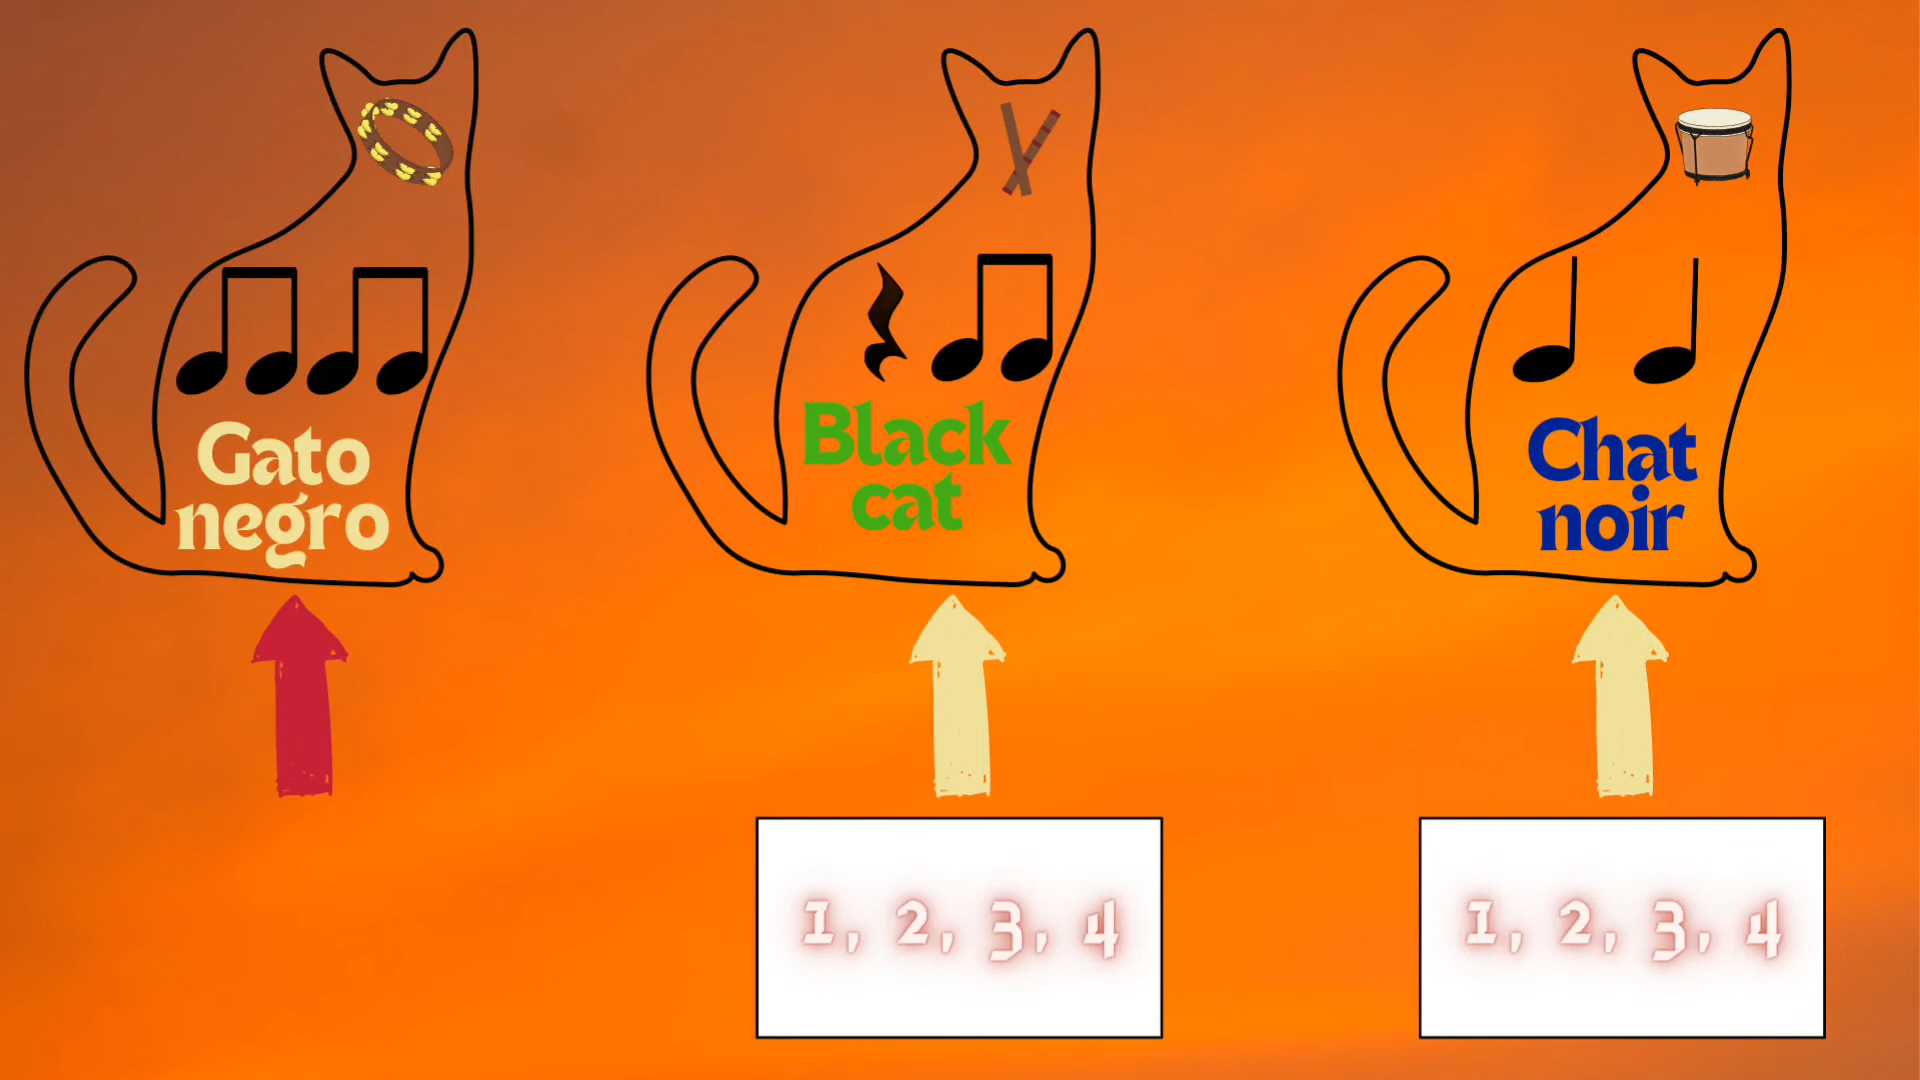 Gato
negro
Black
cat
Chat
noir
1, 2, 3, 4
1, 2, 3, 4